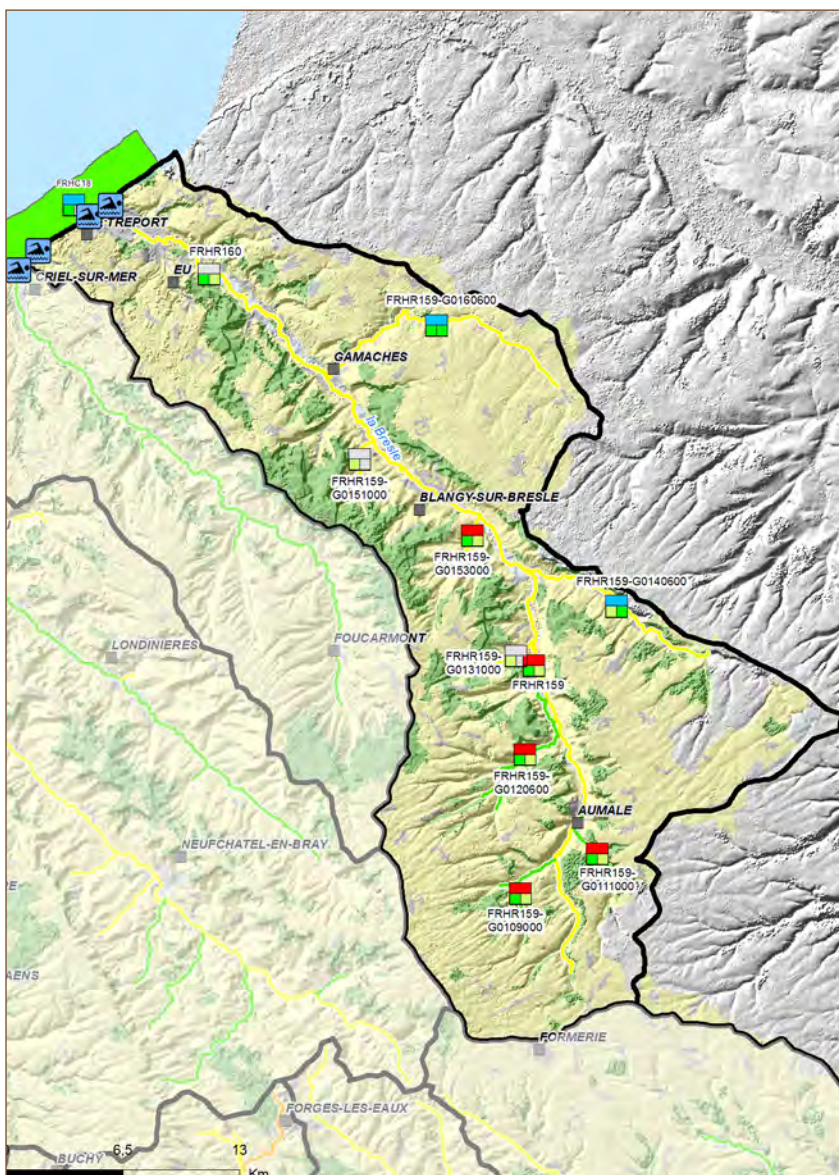 FRHC18
TREPORT
CRIEL-SUR-MER
EU
FRHR160
FRHR159-G0160600
GAMACHES
la Bresle
FRHR159-
G0151000
BLANGY-SUR-BRESLE
FRHR159-
G0153000
FRHR159-G0140600
LONDINIERES
FOUCARMONT
FRHR159-
G0131000
FRHR159
FRHR159-
G0120600
AUMALE
NEUFCHATEL-EN-BRAY
FRHR159-
G0111000
FRHR159-
G0109000
AENS
FORMERIE
FORGES-LES-EAUX
BUCHY
6,5
13
Km